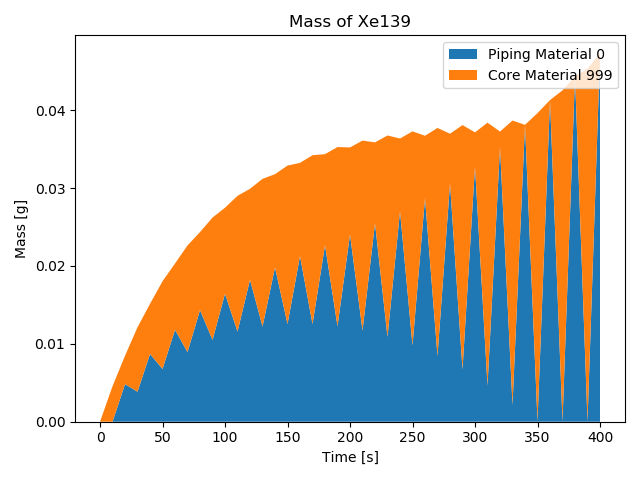 Mass of Xe139
Piping Material 0
Core Material 999
Mass [g]
0.04
0.03
0.02
0.01
0.00
0 50 100 150 200 250 300 350 400
Time [s]